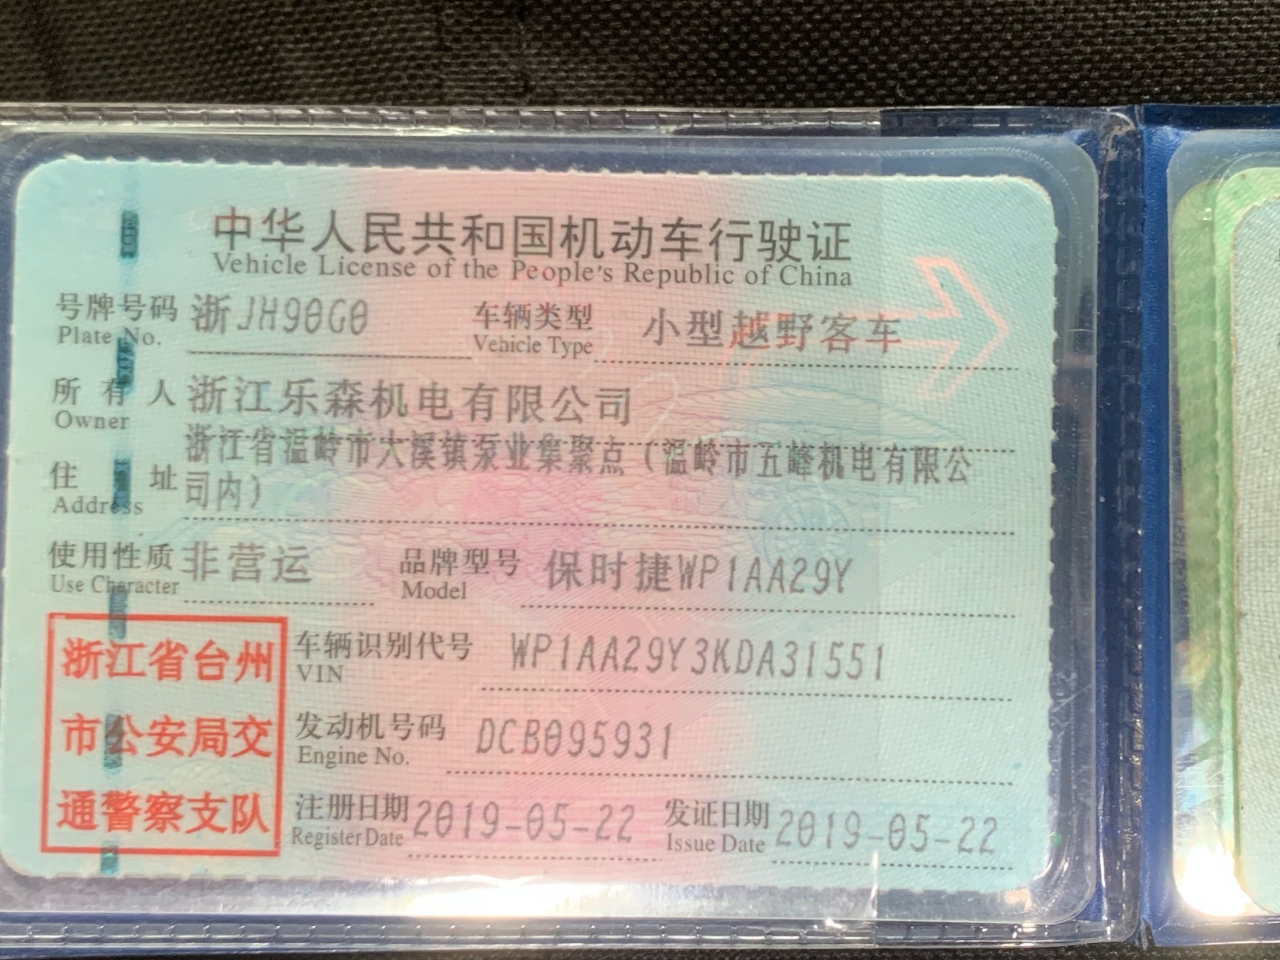 中华人民共和国机动车行驶证
Vehicle License of the People's Republic of China
号牌号码 浙JH90G0 车辆类型 小型越野客车
Plate No. Vehicle Type
所有人 浙江乐森机电有限公司
Owner
浙江省温岭市大溪镇泵业集聚点（温岭市五峰机电有限公
住址 司内）
Address
使用性质 非营运 品牌型号 保时捷WP1AA29Y
Use Character Model
浙江省台州
市公安局交
通警察支队
车辆识别代号 WP1AA29Y3KDA31551
VIN
发动机号码 DCB095931
Engine No.
注册日期 2019-05-22 发证日期 2019-05-22
Register Date Issue Date